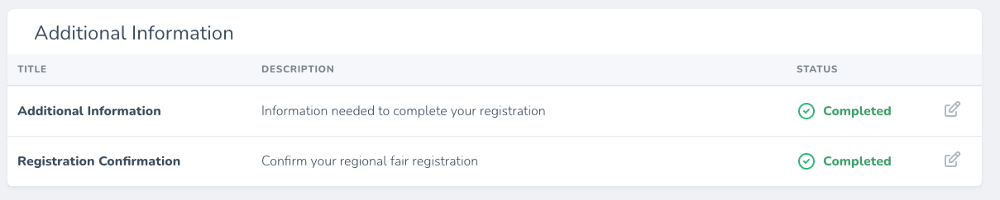 Additional Information
TITLE DESCRIPTION STATUS
Additional Information Information needed to complete your registration Completed
Registration Confirmation Confirm your regional fair registration Completed